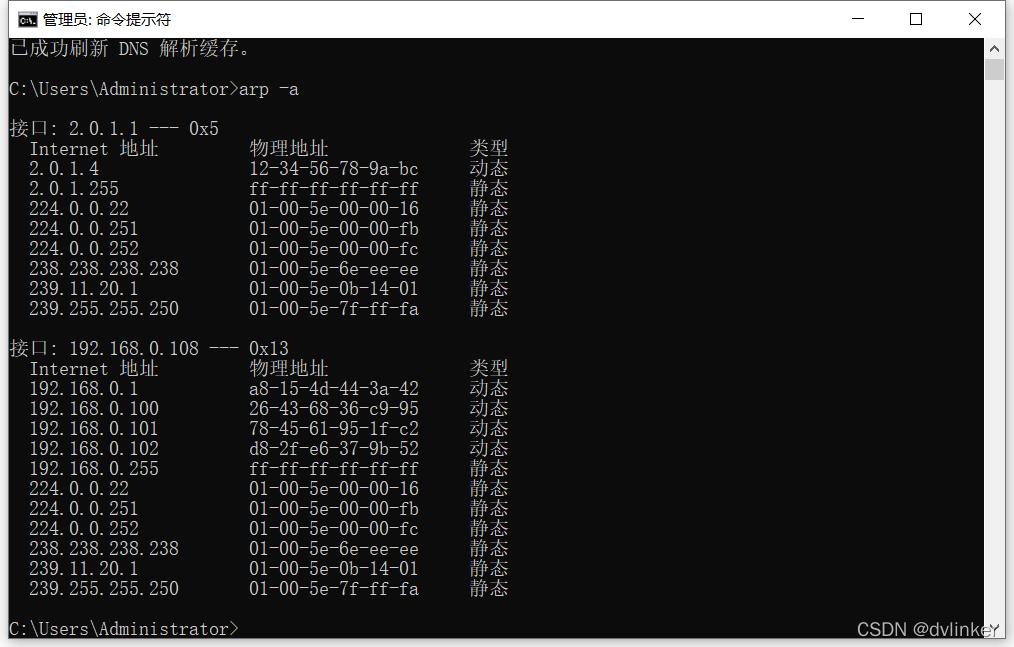 管理员: 命令提示符
已成功刷新 DNS 解析缓存。
C:\Users\Administrator>arp -a
接口: 2.0.1.1 --- 0x5
Internet 地址 物理地址 类型
2.0.1.4 12-34-56-78-9a-bc 动态
2.0.1.255 ff-ff-ff-ff-ff-ff 静态
224.0.0.22 01-00-5e-00-00-16 静态
224.0.0.251 01-00-5e-00-00-fb 静态
224.0.0.252 01-00-5e-00-00-fc 静态
238.238.238.238 01-00-5e-6e-ee-ee 静态
239.11.20.1 01-00-5e-0b-14-01 静态
239.255.255.250 01-00-5e-7f-ff-fa 静态
接口: 192.168.0.108 --- 0x13
Internet 地址 物理地址 类型
192.168.0.1 a8-15-4d-44-3a-42 动态
192.168.0.100 26-43-68-36-c9-95 动态
192.168.0.101 78-45-61-95-1f-c2 动态
192.168.0.102 d8-2f-e6-37-9b-52 动态
192.168.0.255 ff-ff-ff-ff-ff-ff 静态
224.0.0.22 01-00-5e-00-00-16 静态
224.0.0.251 01-00-5e-00-00-fb 静态
224.0.0.252 01-00-5e-00-00-fc 静态
238.238.238.238 01-00-5e-6e-ee-ee 静态
239.11.20.1 01-00-5e-0b-14-01 静态
239.255.255.250 01-00-5e-7f-ff-fa 静态
C:\Users\Administrator>
CSDN @dvlinker